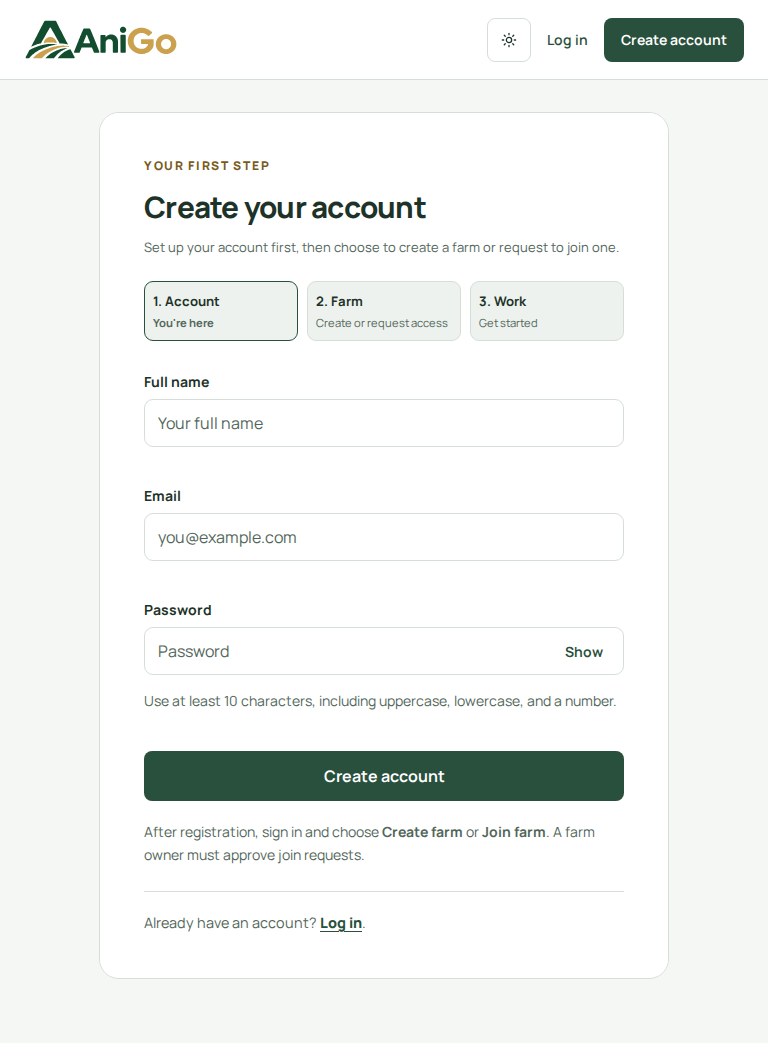 AniGo
Log in
Create account
YOUR FIRST STEP
Create your account
Set up your account first, then choose to create a farm or request to join one.
1. Account
You're here
2. Farm
Create or request access
3. Work
Get started
Full name
Your full name
Email
you@example.com
Password
Password
Show
Use at least 10 characters, including uppercase, lowercase, and a number.
Create account
After registration, sign in and choose Create farm or Join farm. A farm
owner must approve join requests.
Already have an account? Log in.